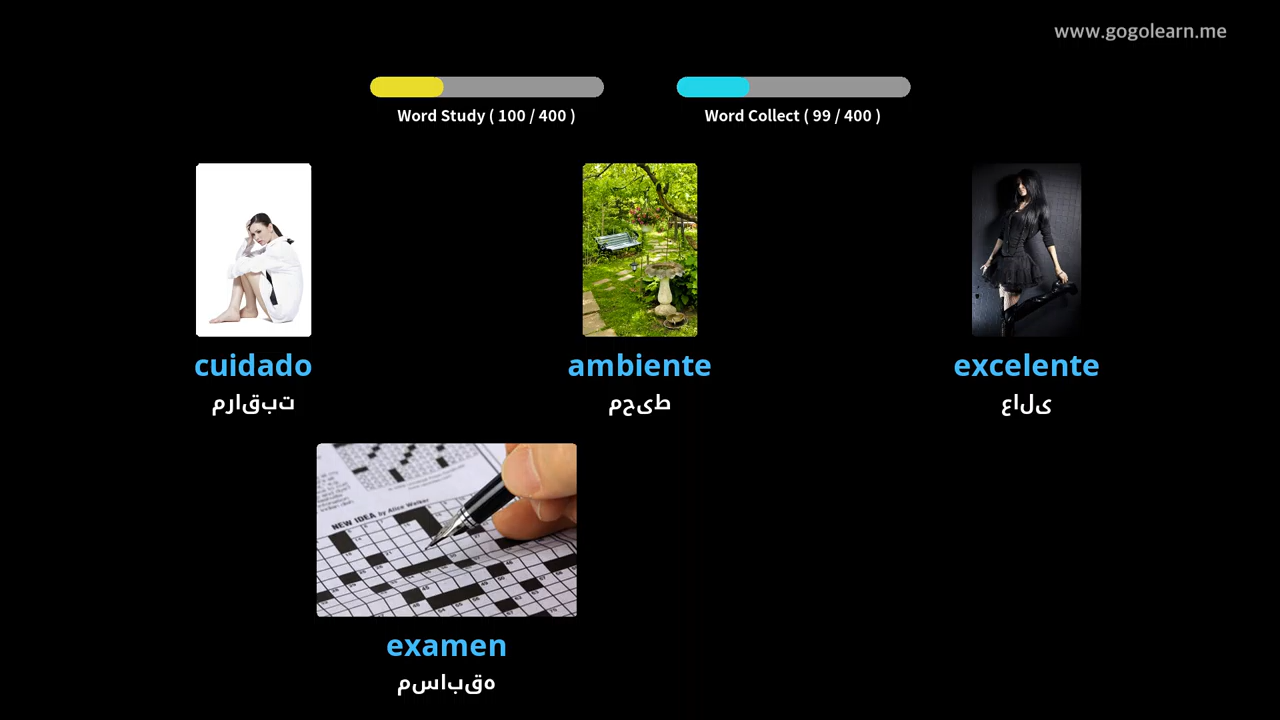 www.gogolearn.me
Word Study ( 100 / 400 )
Word Collect ( 99 / 400 )
cuidado
مراقبت
ambiente
محیط
excelente
عالی
NEW IDEA by Alice Walker
examen
مسابقه